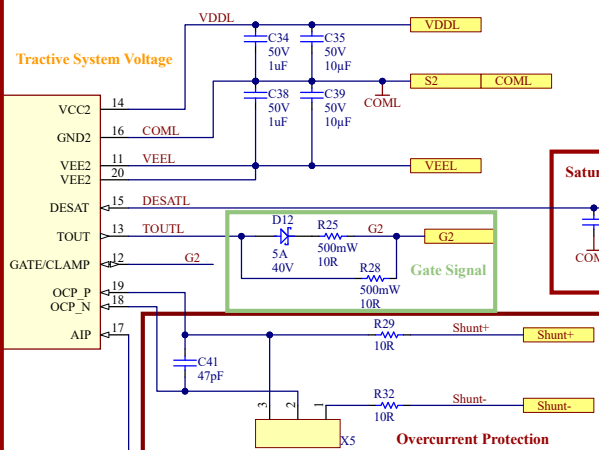 VDDL
VDDL
C34
50V
1uF
C35
50V
10µF
Tractive System Voltage
S2
COML
C38
50V
1uF
C39
50V
10µF
COML
VCC2
14
GND2
16
COML
VEE2
11
VEEL
VEEL
VEE2
20
DESAT
15
DESATL
Satur
TOUT
13
TOUTL
D12
5A
40V
R25
500mW
10R
G2
G2
COM
GATE/CLAMP
12
G2
R28
500mW
10R
Gate Signal
OCP_P
19
OCP_N
18
AIP
17
R29
10R
Shunt+
Shunt+
C41
47pF
R32
10R
Shunt-
Shunt-
3
2
1
X5
Overcurrent Protection